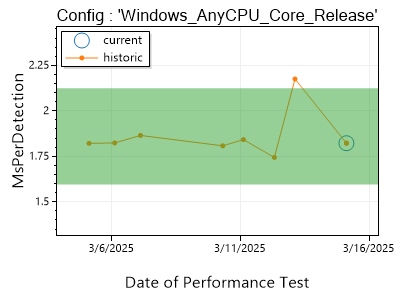 Config : 'Windows_AnyCPU_Core_Release'
current
historic
MsPerDetection
2.25
2
1.75
1.5
3/6/2025
3/11/2025
3/16/2025
Date of Performance Test